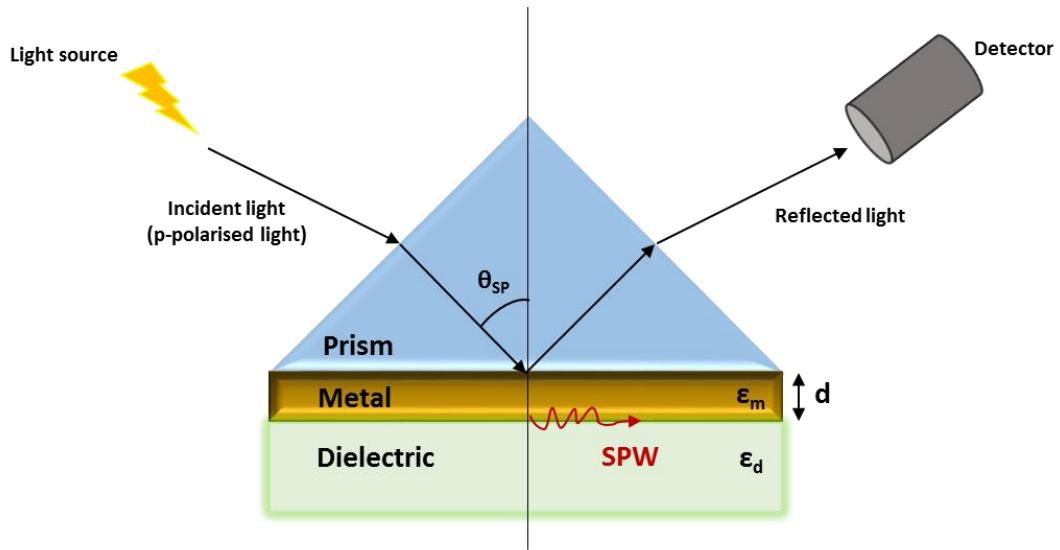 Light source
Detector
Incident light
(p-polarised light)
Reflected light
θSP
Prism
Metal
εm
d
Dielectric
SPW
εd